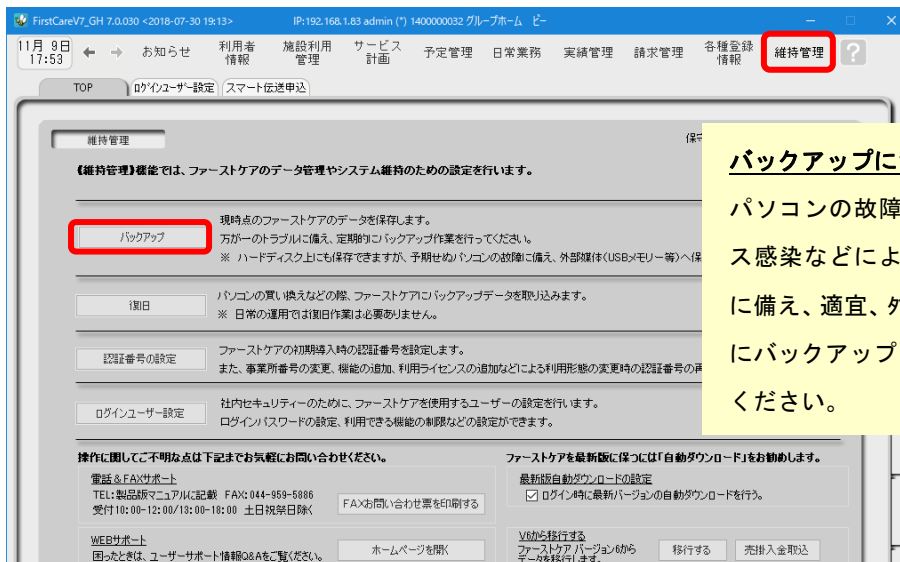 FirstCareV7_GH 7.0.030 <2018-07-30 19:13> IP:192.168.1.83 admin (*) 1400000032 グループホーム ビー
11月 9日
17:53
← → お知らせ 利用者情報 施設利用管理 サービス計画 予定管理 日常業務 実績管理 請求管理 各種登録情報 維持管理 ?
TOP ログインユーザー設定 スマート伝送申込
維持管理
《維持管理》機能では、ファーストケアのデータ管理やシステム維持のための設定を行います。
バックアップ
現時点のファーストケアのデータを保存します。
万が一のトラブルに備え、定期的にバックアップ作業を行ってください。
※ ハードディスク上にも保存できますが、予期せぬパソコンの故障に備え、外部媒体(USBメモリー等)へ保
復旧
パソコンの買い換えなどの際、ファーストケアにバックアップデータを取り込みます。
※ 日常の運用では復旧作業は必要ありません。
認証番号の設定
ファーストケアの初期導入時の認証番号を設定します。
また、事業所番号の変更、機能の追加、利用ライセンスの追加などによる利用形態の変更時の認証番号の再
ログインユーザー設定
社内セキュリティーのために、ファーストケアを使用するユーザーの設定を行います。
ログインパスワードの設定、利用できる機能の制限などの設定ができます。
バックアップに
パソコンの故障
ス感染などによ
に備え、適宜、外
にバックアップ
ください。
操作に関してご不明な点は下記までお気軽にお問い合わせください。
電話&FAXサポート
TEL:製品版マニュアルに記載 FAX:044-959-5886
受付10:00-12:00/13:00-18:00 土日祝祭日除く
FAXお問い合わせ票を印刷する
WEBサポート
困ったときは、ユーザーサポート情報Q&Aをご覧ください。
ホームページを開く
ファーストケアを最新版に保つには「自動ダウンロード」をお勧めします。
最新版自動ダウンロードの設定
ログイン時に最新バージョンの自動ダウンロードを行う。
V6から移行する
ファーストケア バージョン6から
データを移行します。
移行する 売掛入金取込